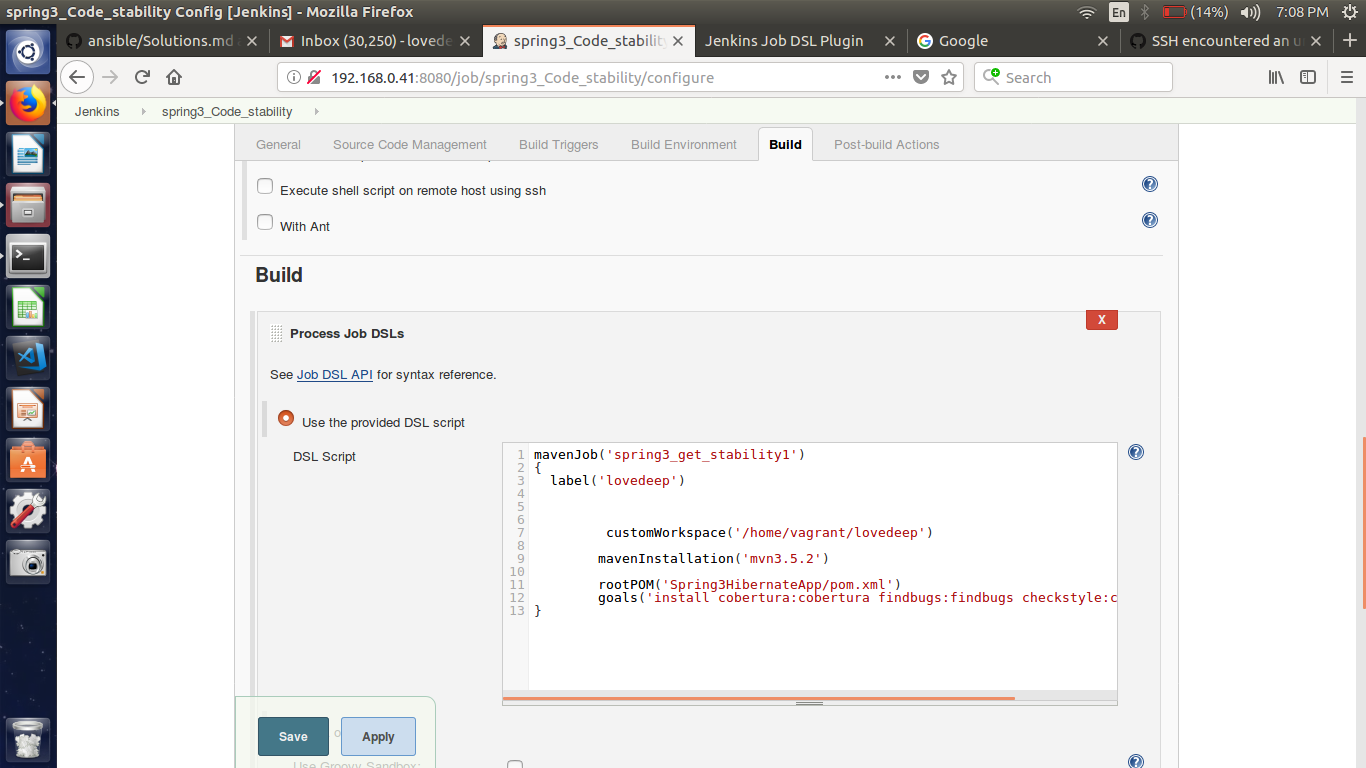 spring3_Code_stability Config [Jenkins] - Mozilla Firefox
En
(14%)
7:08 PM
ansible/Solutions.md
Inbox (30,250) - lovede
spring3_Code_stability
Jenkins Job DSL Plugin
Google
SSH encountered an u
192.168.0.41:8080/job/spring3_Code_stability/configure
Search
Jenkins
spring3_Code_stability
General
Source Code Management
Build Triggers
Build Environment
Build
Post-build Actions
Execute shell script on remote host using ssh
With Ant
Build
X
Process Job DSLs
See Job DSL API for syntax reference.
Use the provided DSL script
DSL Script
1 mavenJob('spring3_get_stability1')
2 {
3 label('lovedeep')
4
5
6
7 customWorkspace('/home/vagrant/lovedeep')
8
9 mavenInstallation('mvn3.5.2')
10
11 rootPOM('Spring3HibernateApp/pom.xml')
12 goals('install cobertura:cobertura findbugs:findbugs checkstyle:c
13 }
Save
Apply
Use Groovy Sandbox: